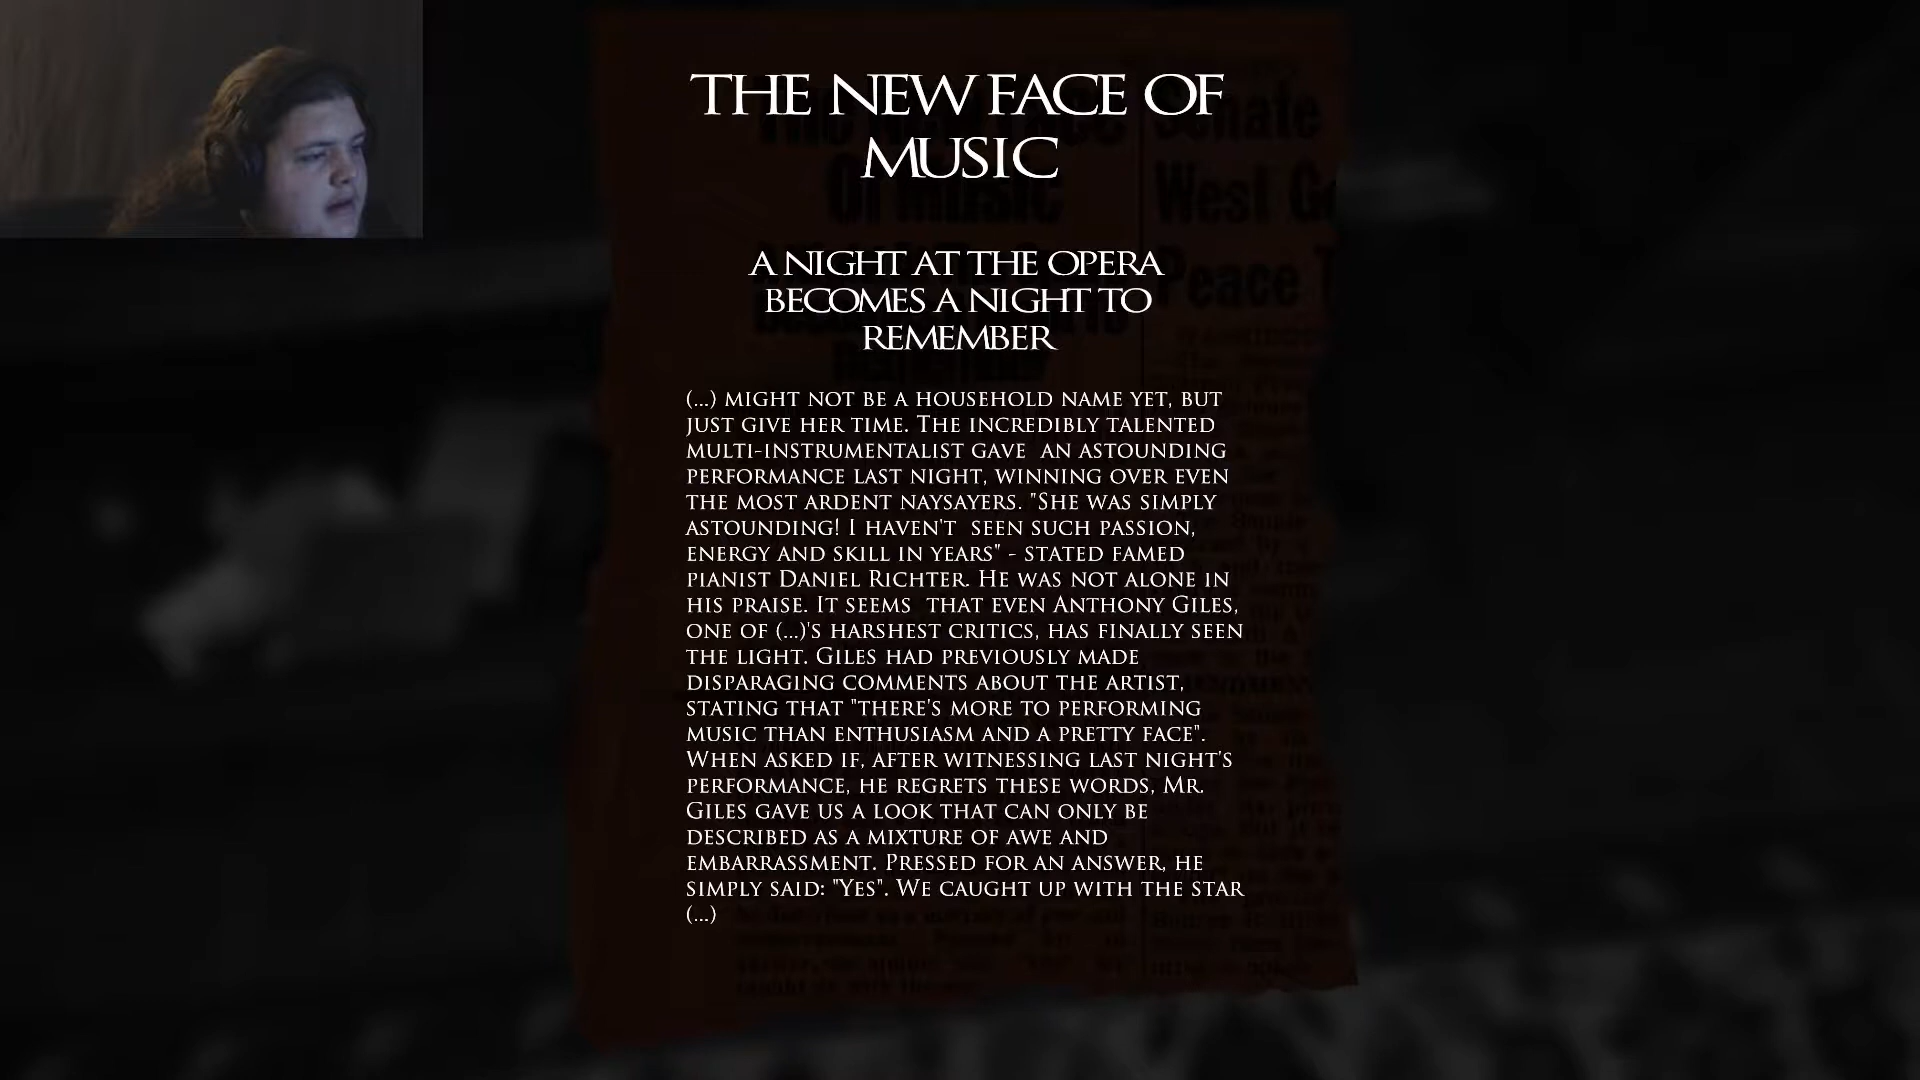 THE NEW FACE OF
MUSIC
A NIGHT AT THE OPERA
BECOMES A NIGHT TO
REMEMBER
(...) MIGHT NOT BE A HOUSEHOLD NAME YET, BUT
JUST GIVE HER TIME. THE INCREDIBLY TALENTED
MULTI-INSTRUMENTALIST GAVE  AN ASTOUNDING
PERFORMANCE LAST NIGHT, WINNING OVER EVEN
THE MOST ARDENT NAYSAYERS. "SHE WAS SIMPLY
ASTOUNDING! I HAVEN'T  SEEN SUCH PASSION,
ENERGY AND SKILL IN YEARS" - STATED FAMED
PIANIST DANIEL RICHTER. HE WAS NOT ALONE IN
HIS PRAISE. IT SEEMS  THAT EVEN ANTHONY GILES,
ONE OF (...)'S HARSHEST CRITICS, HAS FINALLY SEEN
THE LIGHT. GILES HAD PREVIOUSLY MADE
DISPARAGING COMMENTS ABOUT THE ARTIST,
STATING THAT "THERE'S MORE TO PERFORMING
MUSIC THAN ENTHUSIASM AND A PRETTY FACE".
WHEN ASKED IF, AFTER WITNESSING LAST NIGHT'S
PERFORMANCE, HE REGRETS THESE WORDS, MR.
GILES GAVE US A LOOK THAT CAN ONLY BE
DESCRIBED AS A MIXTURE OF AWE AND
EMBARRASSMENT. PRESSED FOR AN ANSWER, HE
SIMPLY SAID: "YES". WE CAUGHT UP WITH THE STAR
(...)
Senate
West
Peace